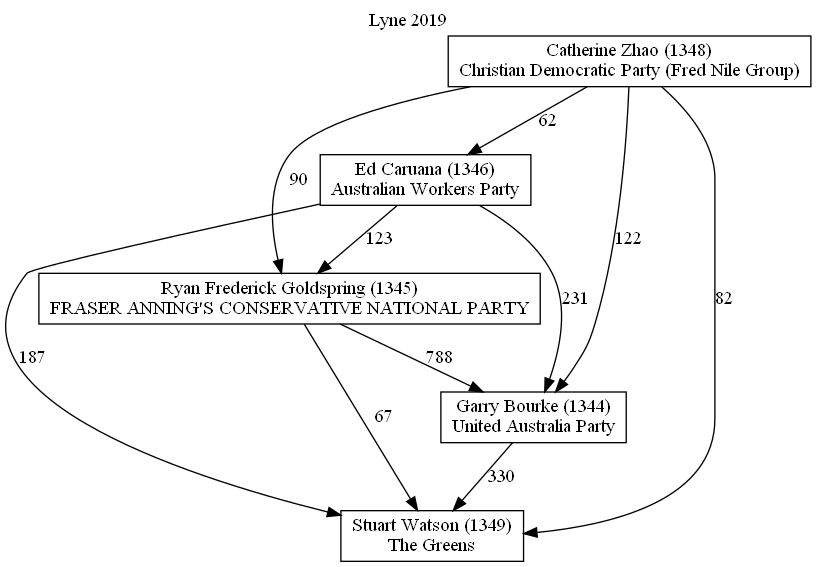 Lyne 2019
Catherine Zhao (1348)
Christian Democratic Party (Fred Nile Group)
62
Ed Caruana (1346)
Australian Workers Party
90
123
122
Ryan Frederick Goldspring (1345)
FRASER ANNING'S CONSERVATIVE NATIONAL PARTY
231
82
187
788
Garry Bourke (1344)
United Australia Party
67
330
Stuart Watson (1349)
The Greens